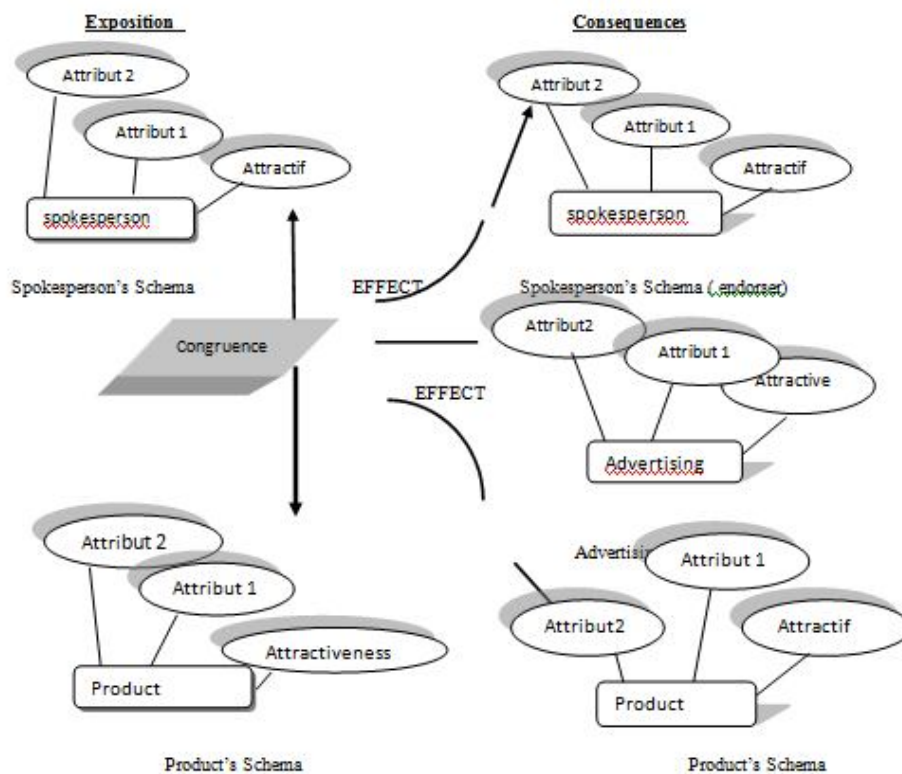 Exposition
Consequences
Attribut 2
Attribut 1
Attractif
spokesperson
Spokesperson's Schema
Attribut 2
Attribut 1
Attractif
spokesperson
Spokesperson's Schema ( endorser)
EFFECT
Congruence
EFFECT
Attribut2
Attribut 1
Attractive
Advertising
Attribut 2
Attribut 1
Attractiveness
Product
Product's Schema
Attribut 1
Attribut2
Attractif
Product
Product's Schema